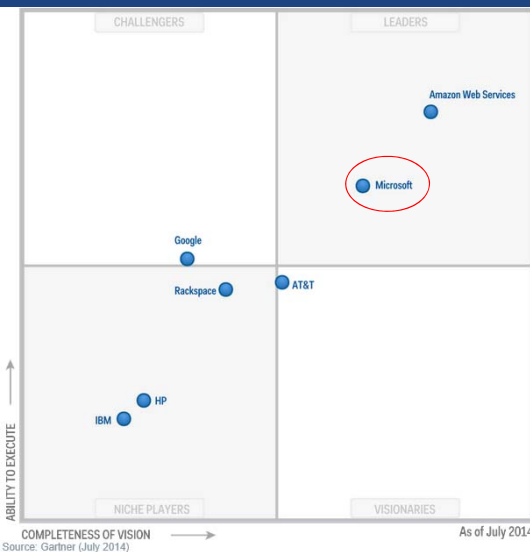 CHALLENGERS
LEADERS
Amazon Web Services
Microsoft
Google
Rackspace
AT&T
HP
IBM
ABILITY TO EXECUTE
NICHE PLAYERS
VISIONARIES
COMPLETENESS OF VISION
As of July 2014
Source: Gartner (July 2014)